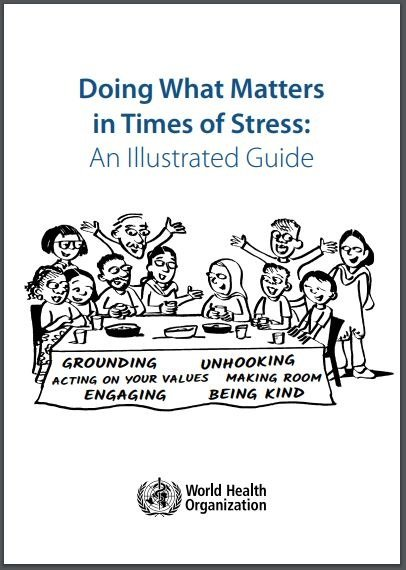 Doing What Matters
in Times of Stress:
An Illustrated Guide
GROUNDING UNHOOKING
ACTING ON YOUR VALUES MAKING ROOM
ENGAGING BEING KIND
World Health
Organization